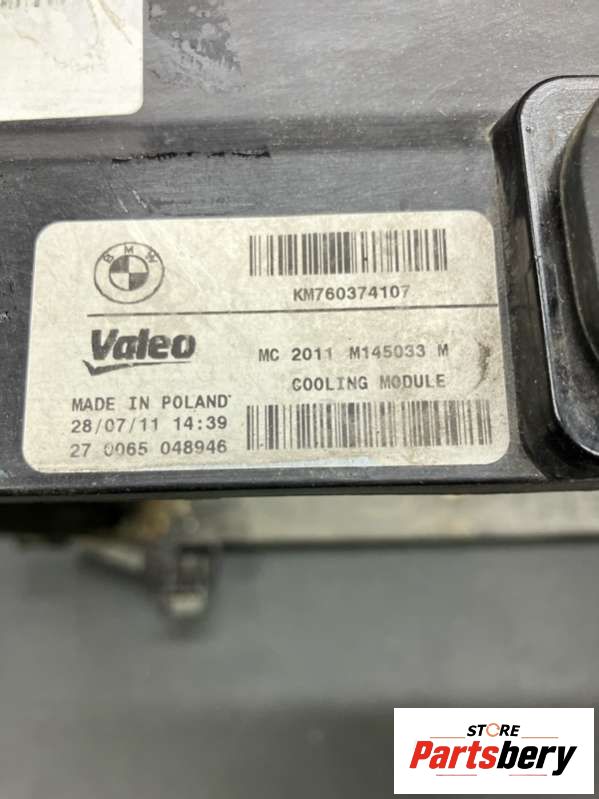 BMW
KM760374107
Valeo
MC 2011 M145033 M
COOLING MODULE
MADE IN POLAND
28/07/11 14:39
27 0065 048946
STORE
Partsbery